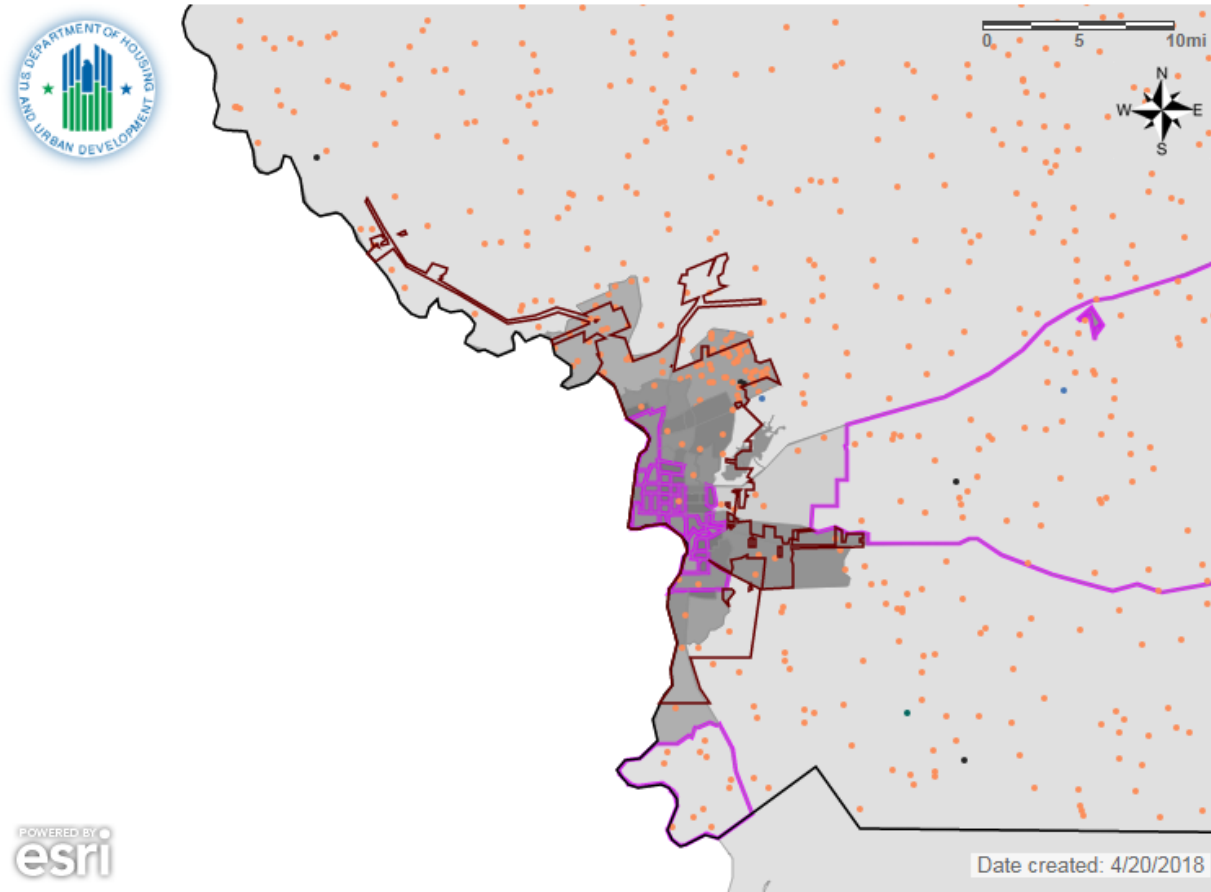 U.S. DEPARTMENT OF HOUSING
AND URBAN DEVELOPMENT
0 5 10mi
N
W E
S
POWERED BY
esri
Date created: 4/20/2018